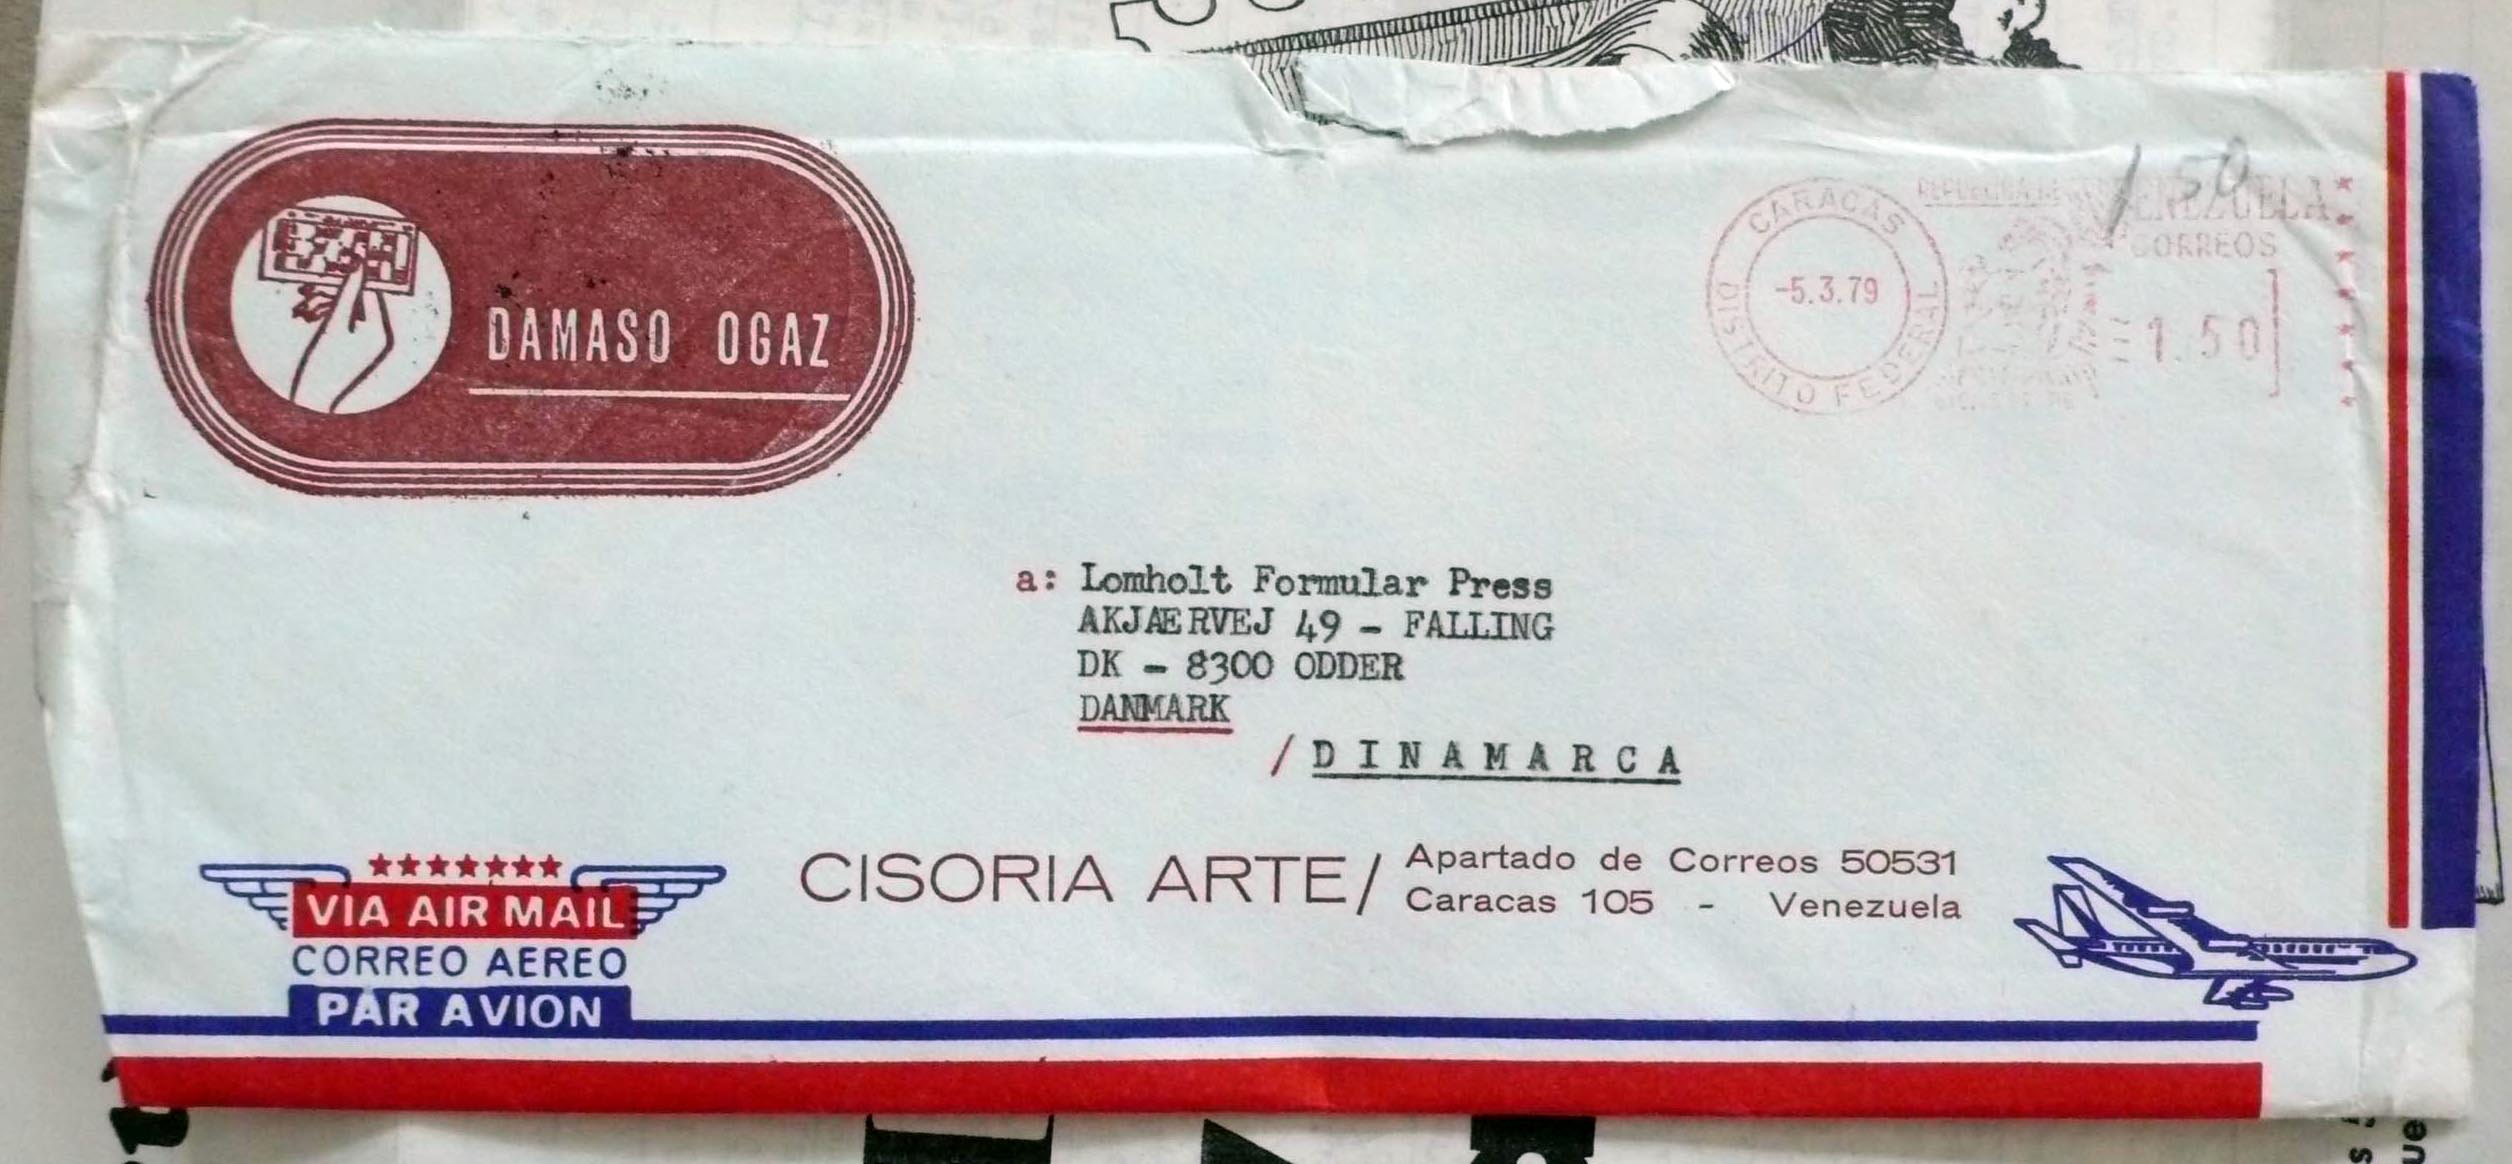 DAMASO OGAZ
CARACAS
DISTRITO FEDERAL
-5.3.79
1 50
VENEZUELA
CORREOS
1.50
a: Lomholt Formular Press
AKJAERVEJ 49 - FALLING
DK - 8300 ODDER
DANMARK
/DINAMARCA
VIA AIR MAIL
CORREO AEREO
PAR AVION
CISORIA ARTE/
Apartado de Correos 50531
Caracas 105 - Venezuela